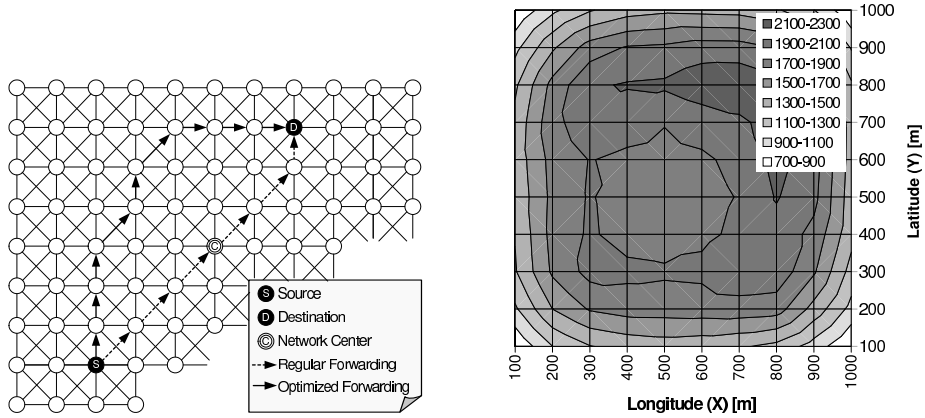 D
C
S
S Source
D Destination
C Network Center
Regular Forwarding
Optimized Forwarding
2100-2300
1900-2100
1700-1900
1500-1700
1300-1500
1100-1300
900-1100
700-900
1000
900
800
700
600
500
400
300
200
100
Latitude (Y) [m]
100
200
300
400
500
600
700
800
900
1000
Longitude (X) [m]